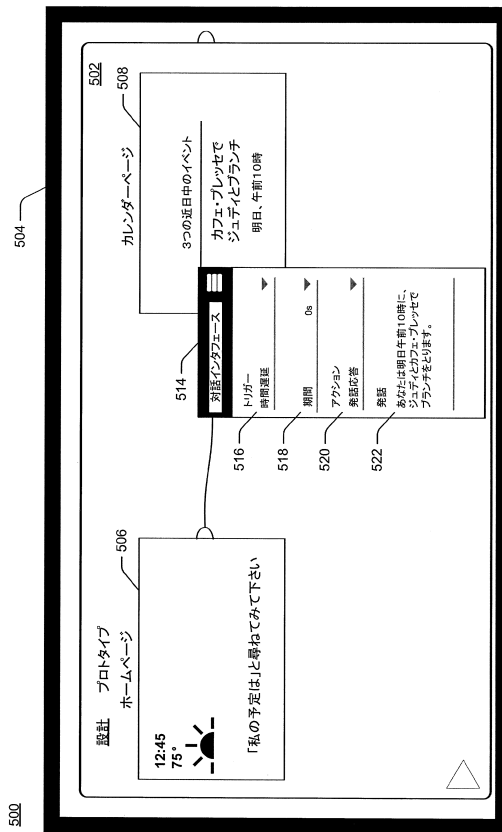 500
504
502
設計 プロトタイプ
ホームページ
506
12:45
75°
「私の予定は」と尋ねてみて下さい
カレンダーページ
508
3つの近日中のイベント
カフェ・プレッセで
ジュディとブランチ
明日、午前10時
514
対話インタフェース
516
トリガー
時間遅延
518
期間
0s
520
アクション
発話応答
522
発話
あなたは明日午前10時に、
ジュディとカフェ・プレッセで
ブランチをとります。